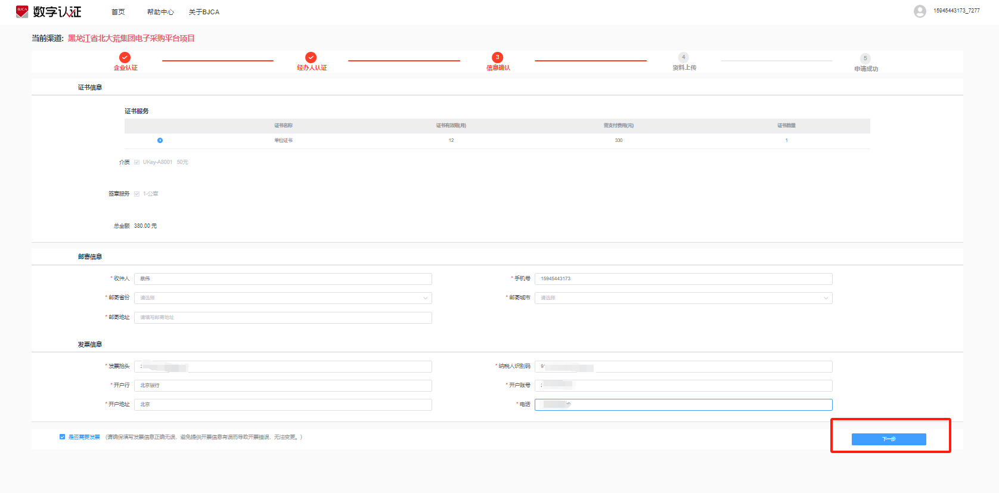 BJCA 数字认证 首页 帮助中心 关于BJCA 15945443173_7277
当前渠道: 黑龙江省北大荒集团电子采购平台项目
3 4 5
企业认证 经办人认证 信息确认 资料上传 申请成功
证书信息
证书服务
证书名称 证书有效期(月) 需支付费用(元) 证书数量
单位证书 12 330 1
介质 UKey-A8001 50元
签章服务 1-公章
总金额 380.00 元
邮寄信息
* 收件人 蔡伟 * 手机号 15945443173
* 邮寄省份 请选择 * 邮寄城市 请选择
* 邮寄地址 请填写邮寄地址
发票信息
* 发票抬头 * 纳税人识别码 9
* 开户行 北京银行 * 开户账号
* 开户地址 北京 * 电话
是否需要发票 (请确保填写发票信息正确无误，避免提供开票信息有误而导致开票错误、无法变更。)
下一步